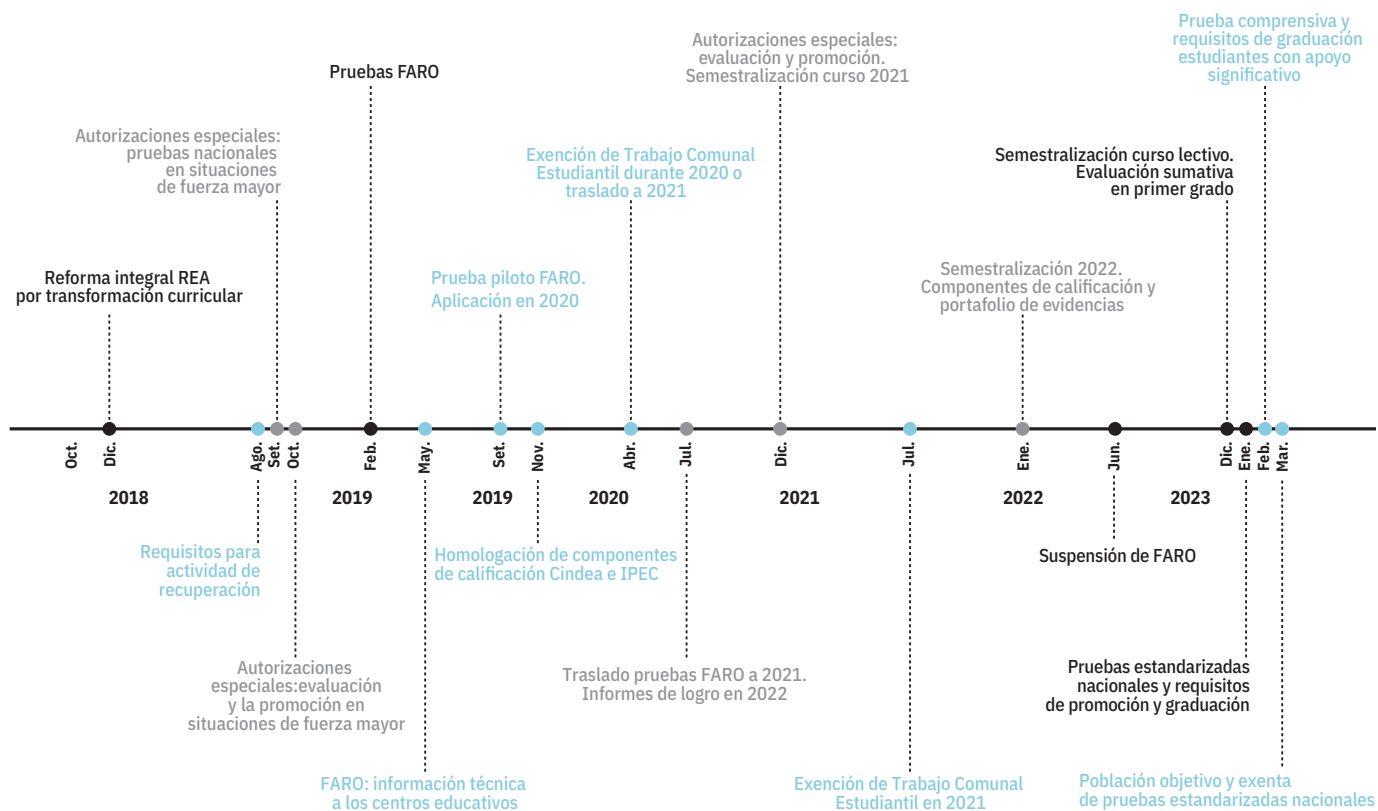 Prueba comprensiva y
requisitos de graduación
estudiantes con apoyo
significativo
Autorizaciones especiales:
evaluación y promoción.
Semestralización curso 2021
Pruebas FARO
Autorizaciones especiales:
pruebas nacionales
en situaciones
de fuerza mayor
Exención de Trabajo Comunal
Estudiantil durante 2020 o
traslado a 2021
Semestralización curso lectivo.
Evaluación sumativa
en primer grado
Reforma integral REA
por transformación curricular
Prueba piloto FARO.
Aplicación en 2020
Semestralización 2022.
Componentes de calificación y
portafolio de evidencias
Oct.
Dic.
Ago.
Set.
Oct.
Feb.
May.
Set.
Nov.
Abr.
Jul.
Dic.
Jul.
Ene.
Jun.
Dic.
Ene.
Feb.
Mar.
2018
2019
2019
2020
2021
2022
2023
Requisitos para
actividad de
recuperación
Homologación de componentes
de calificación Cindea e IPEC
Suspensión de FARO
Autorizaciones
especiales:evaluación
y la promoción en
situaciones de fuerza mayor
Traslado pruebas FARO a 2021.
Informes de logro en 2022
Pruebas estandarizadas
nacionales y requisitos
de promoción y graduación
FARO: información técnica
a los centros educativos
Exención de Trabajo Comunal
Estudiantil en 2021
Población objetivo y exenta
de pruebas estandarizadas nacionales